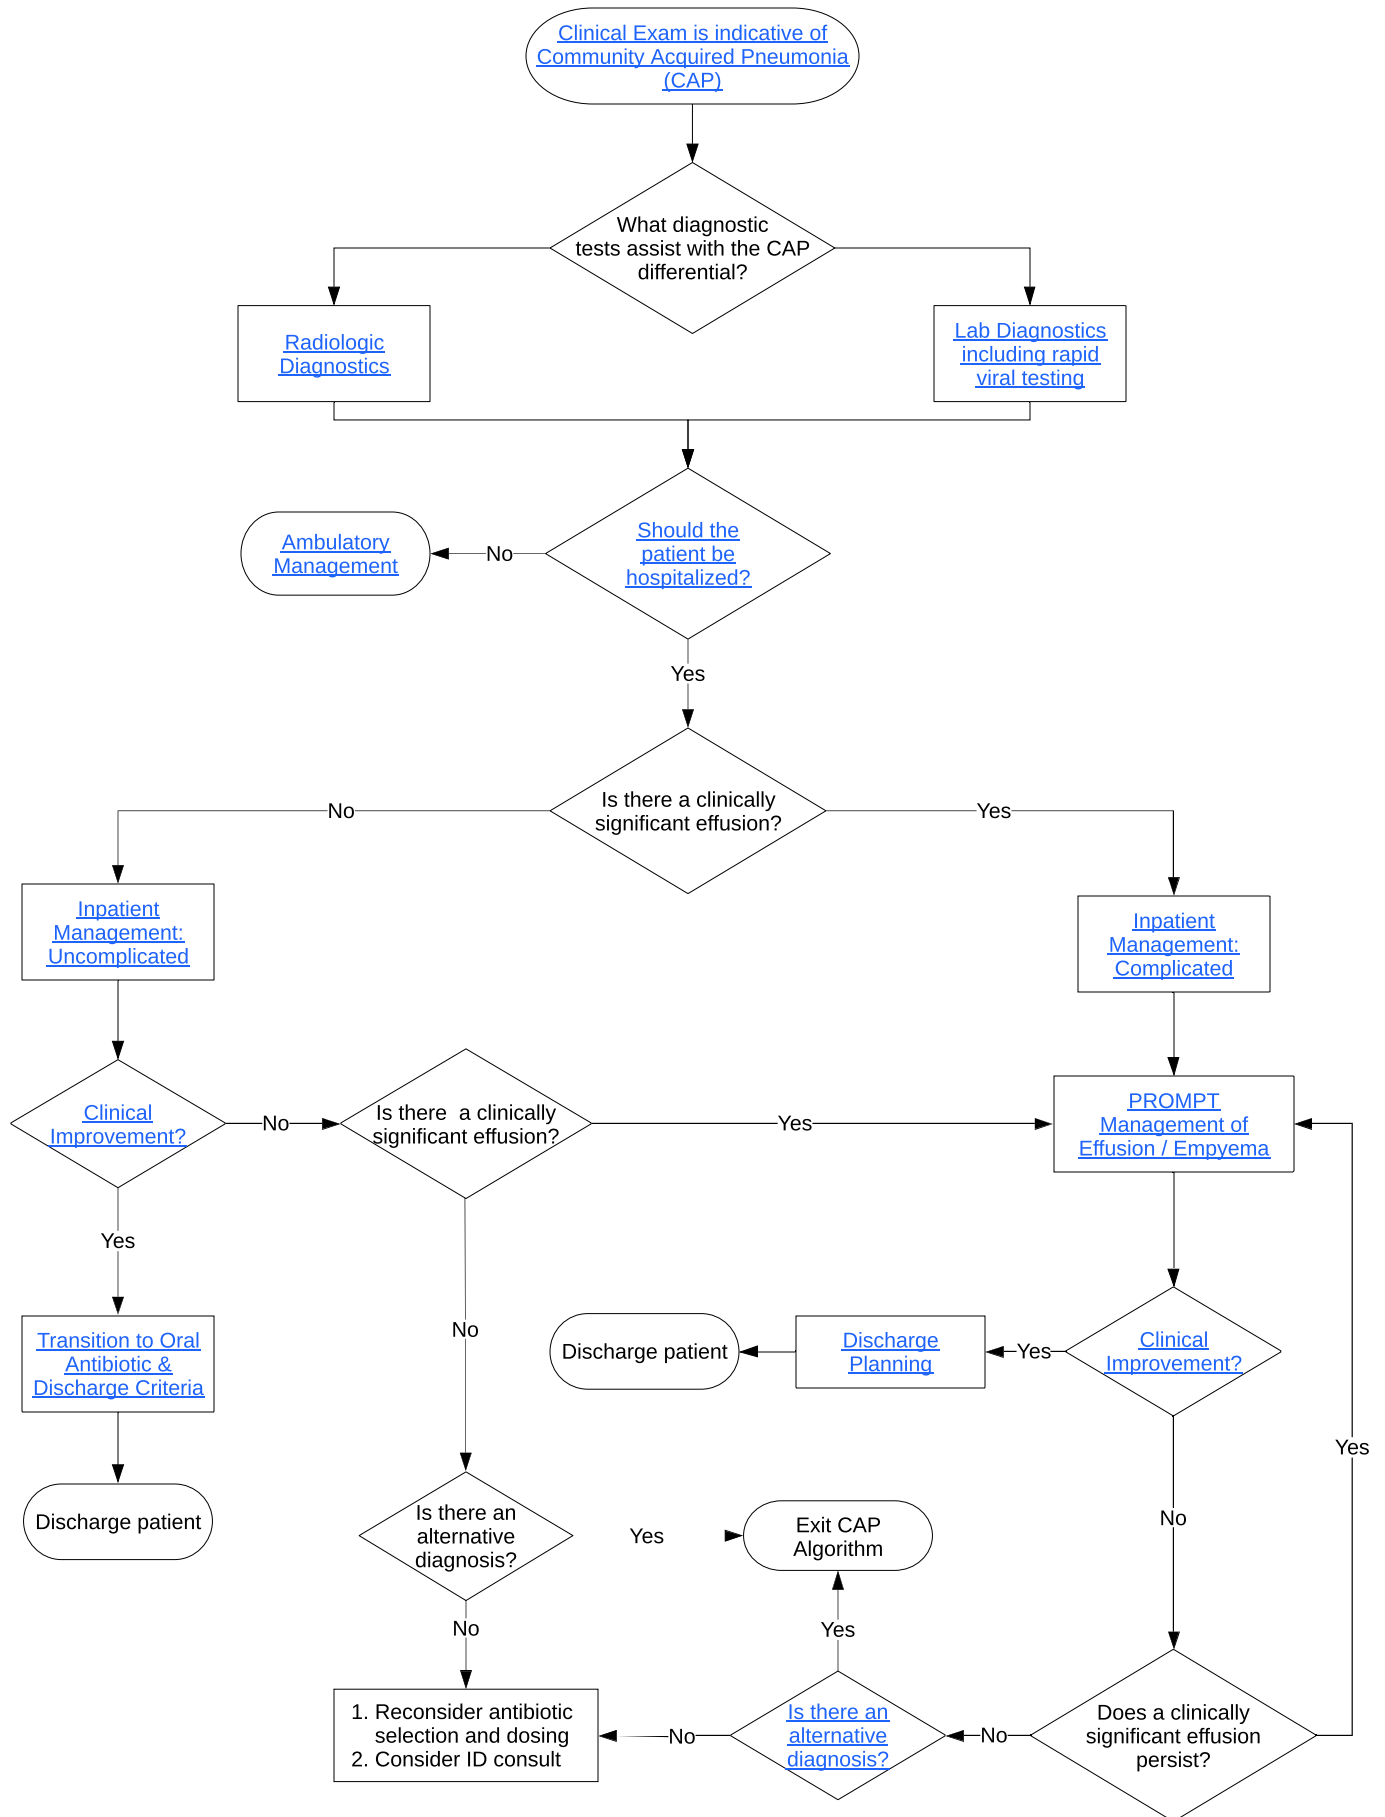 Clinical Exam is indicative of
Community Acquired Pneumonia
(CAP)
What diagnostic
tests assist with the CAP
differential?
Radiologic
Diagnostics
Lab Diagnostics
including rapid
viral testing
Should the
patient be
hospitalized?
No
Ambulatory
Management
Yes
Is there a clinically
significant effusion?
No
Yes
Inpatient
Management:
Uncomplicated
Inpatient
Management:
Complicated
Clinical
Improvement?
No
Is there  a clinically
significant effusion?
Yes
PROMPT
Management of
Effusion / Empyema
Yes
No
Transition to Oral
Antibiotic &
Discharge Criteria
Discharge patient
Discharge
Planning
Yes
Clinical
Improvement?
Yes
Discharge patient
Is there an
alternative
diagnosis?
Yes
Exit CAP
Algorithm
No
No
Yes
1. Reconsider antibiotic
selection and dosing
2. Consider ID consult
No
Is there an
alternative
diagnosis?
No
Does a clinically
significant effusion
persist?